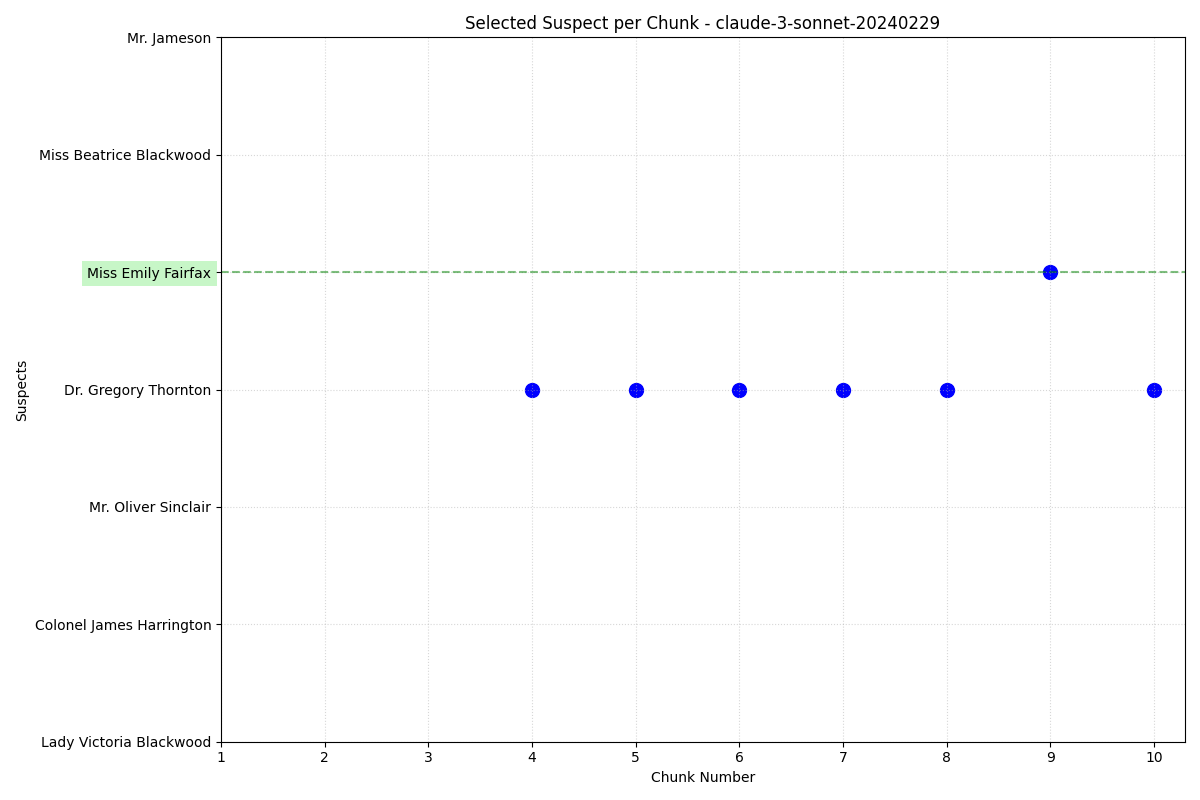 Selected Suspect per Chunk - claude-3-sonnet-20240229
Mr. Jameson
Miss Beatrice Blackwood
Miss Emily Fairfax
Dr. Gregory Thornton
Mr. Oliver Sinclair
Colonel James Harrington
Lady Victoria Blackwood
Suspects
1 2 3 4 5 6 7 8 9 10
Chunk Number